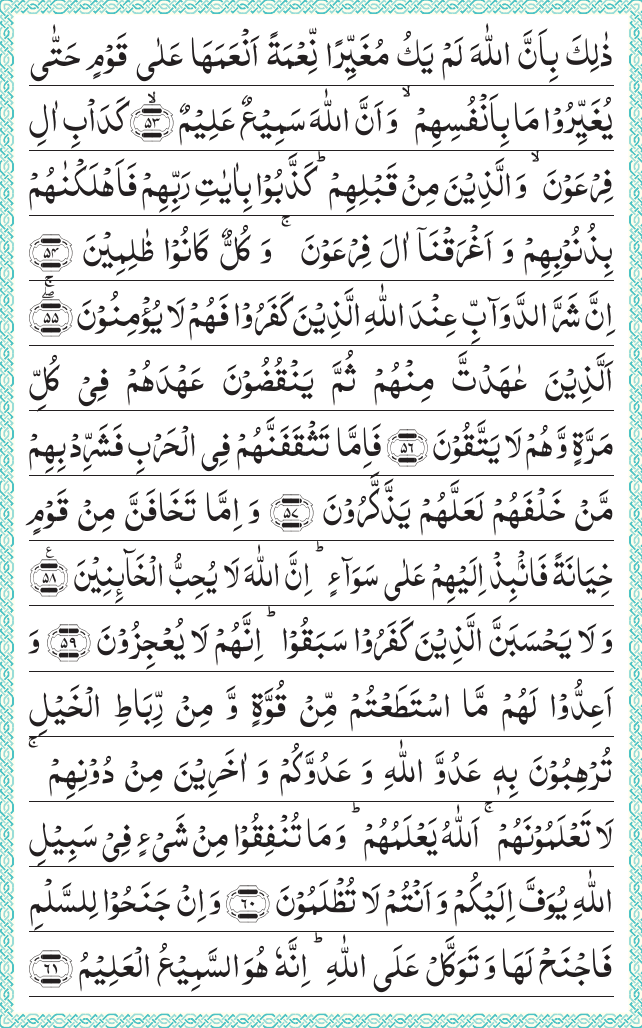 ذٰلِكَ بِاَنَّ اللّٰهَ لَمۡ يَكُ مُغَيِّرًا نِّعۡمَةً اَنۡعَمَهَا عَلٰى قَوۡمٍ حَتّٰى
يُغَيِّرُوۡا مَا بِاَنۡفُسِهِمۡ‌ۙ وَاَنَّ اللّٰهَ سَمِيۡعٌ عَلِيۡمٌۙ‏ ﴿۵۳﴾ كَدَاۡبِ اٰلِ
فِرۡعَوۡنَ‌ۙ وَالَّذِيۡنَ مِنۡ قَبۡلِهِمۡ‌ؕ كَذَّبُوۡا بِاٰيٰتِ رَبِّهِمۡ فَاَهۡلَكۡنٰهُمۡ
بِذُنُوۡبِهِمۡ وَ اَغۡرَقۡنَاۤ اٰلَ فِرۡعَوۡنَ‌ۚ وَ كُلٌّ كَانُوۡا ظٰلِمِيۡنَ ﴿۵۴﴾
اِنَّ شَرَّ الدَّوَآبِّ عِنۡدَ اللّٰهِ الَّذِيۡنَ كَفَرُوۡا فَهُمۡ لَا يُؤۡمِنُوۡنَ‌ۖ‌ۚ ﴿۵۵﴾
اَلَّذِيۡنَ عٰهَدْتَّ مِنۡهُمۡ ثُمَّ يَنۡقُضُوۡنَ عَهۡدَهُمۡ فِىۡ كُلِّ
مَرَّةٍ وَّهُمۡ لَا يَتَّقُوۡنَ ﴿۵۶﴾ فَاِمَّا تَثۡقَفَنَّهُمۡ فِى الۡحَرۡبِ فَشَرِّدۡ بِهِمۡ
مَّنۡ خَلۡفَهُمۡ لَعَلَّهُمۡ يَذَّكَّرُوۡنَ ﴿۵۷﴾ وَ اِمَّا تَخَافَنَّ مِنۡ قَوۡمٍ
خِيَانَةً فَانۡۢبِذۡ اِلَيۡهِمۡ عَلٰى سَوَآءٍ‌ ؕ اِنَّ اللّٰهَ لَا يُحِبُّ الۡخَآٮِٕنِيۡنَ ﴿۵۸﴾ع
وَ لَا يَحۡسَبَنَّ الَّذِيۡنَ كَفَرُوۡا سَبَقُوۡا‌ ؕ اِنَّهُمۡ لَا يُعۡجِزُوۡنَ ﴿۵۹﴾ وَ
اَعِدُّوۡا لَهُمۡ مَّا اسۡتَطَعۡتُمۡ مِّنۡ قُوَّةٍ وَّ مِنۡ رِّبَاطِ الۡخَيۡلِ
تُرۡهِبُوۡنَ بِهٖ عَدُوَّ اللّٰهِ وَ عَدُوَّكُمۡ وَ اٰخَرِيۡنَ مِنۡ دُوۡنِهِمۡ‌ ۚ
لَا تَعۡلَمُوۡنَهُمۡ‌ ۚ اَللّٰهُ يَعۡلَمُهُمۡ‌ؕ وَمَا تُنۡفِقُوۡا مِنۡ شَىۡءٍ فِىۡ سَبِيۡلِ
اللّٰهِ يُوَفَّ اِلَيۡكُمۡ وَ اَنۡتُمۡ لَا تُظۡلَمُوۡنَ ﴿۶۰﴾ وَاِنۡ جَنَحُوۡا لِلسَّلۡمِ
فَاجۡنَحۡ لَهَا وَ تَوَكَّلۡ عَلَى اللّٰهِ‌ؕ اِنَّهٗ هُوَ السَّمِيۡعُ الۡعَلِيۡمُ ﴿۶۱﴾